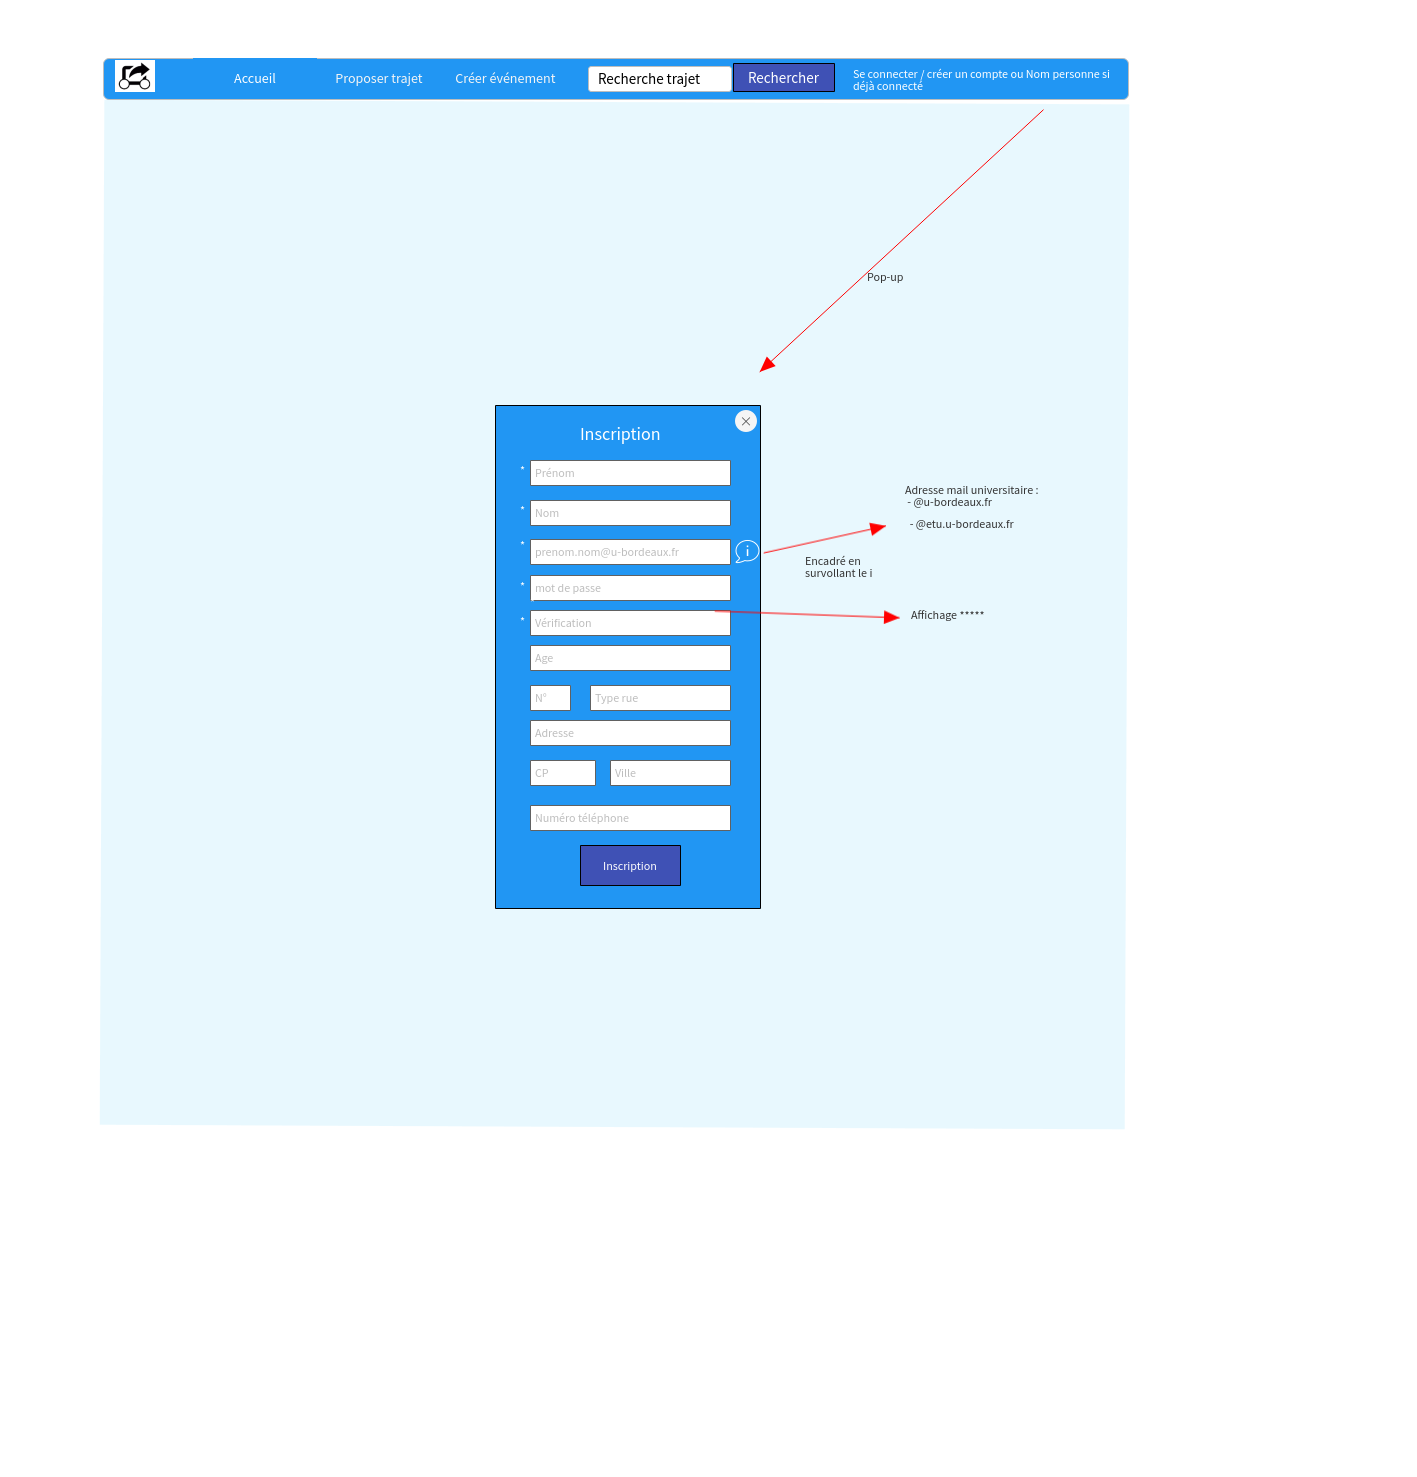 Accueil
Proposer trajet
Créer événement
Recherche trajet
Rechercher
Se connecter / créer un compte ou Nom personne si
déjà connecté
Pop-up
Inscription
* Prénom
* Nom
* prenom.nom@u-bordeaux.fr
i
Adresse mail universitaire :
- @u-bordeaux.fr
- @etu.u-bordeaux.fr
Encadré en
survollant le i
* mot de passe
* Vérification
Affichage *****
Age
N° Type rue
Adresse
CP Ville
Numéro téléphone
Inscription